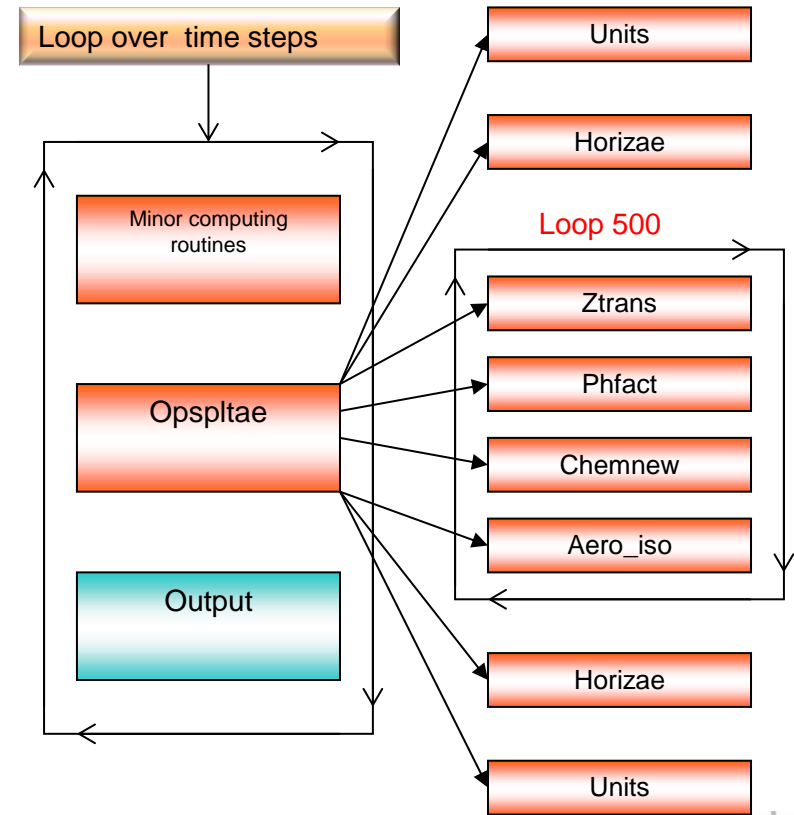 Loop over time steps
Minor computing
routines
Opspltae
Output
Units
Horizae
Loop 500
Ztrans
Phfact
Chemnew
Aero_iso
Horizae
Units